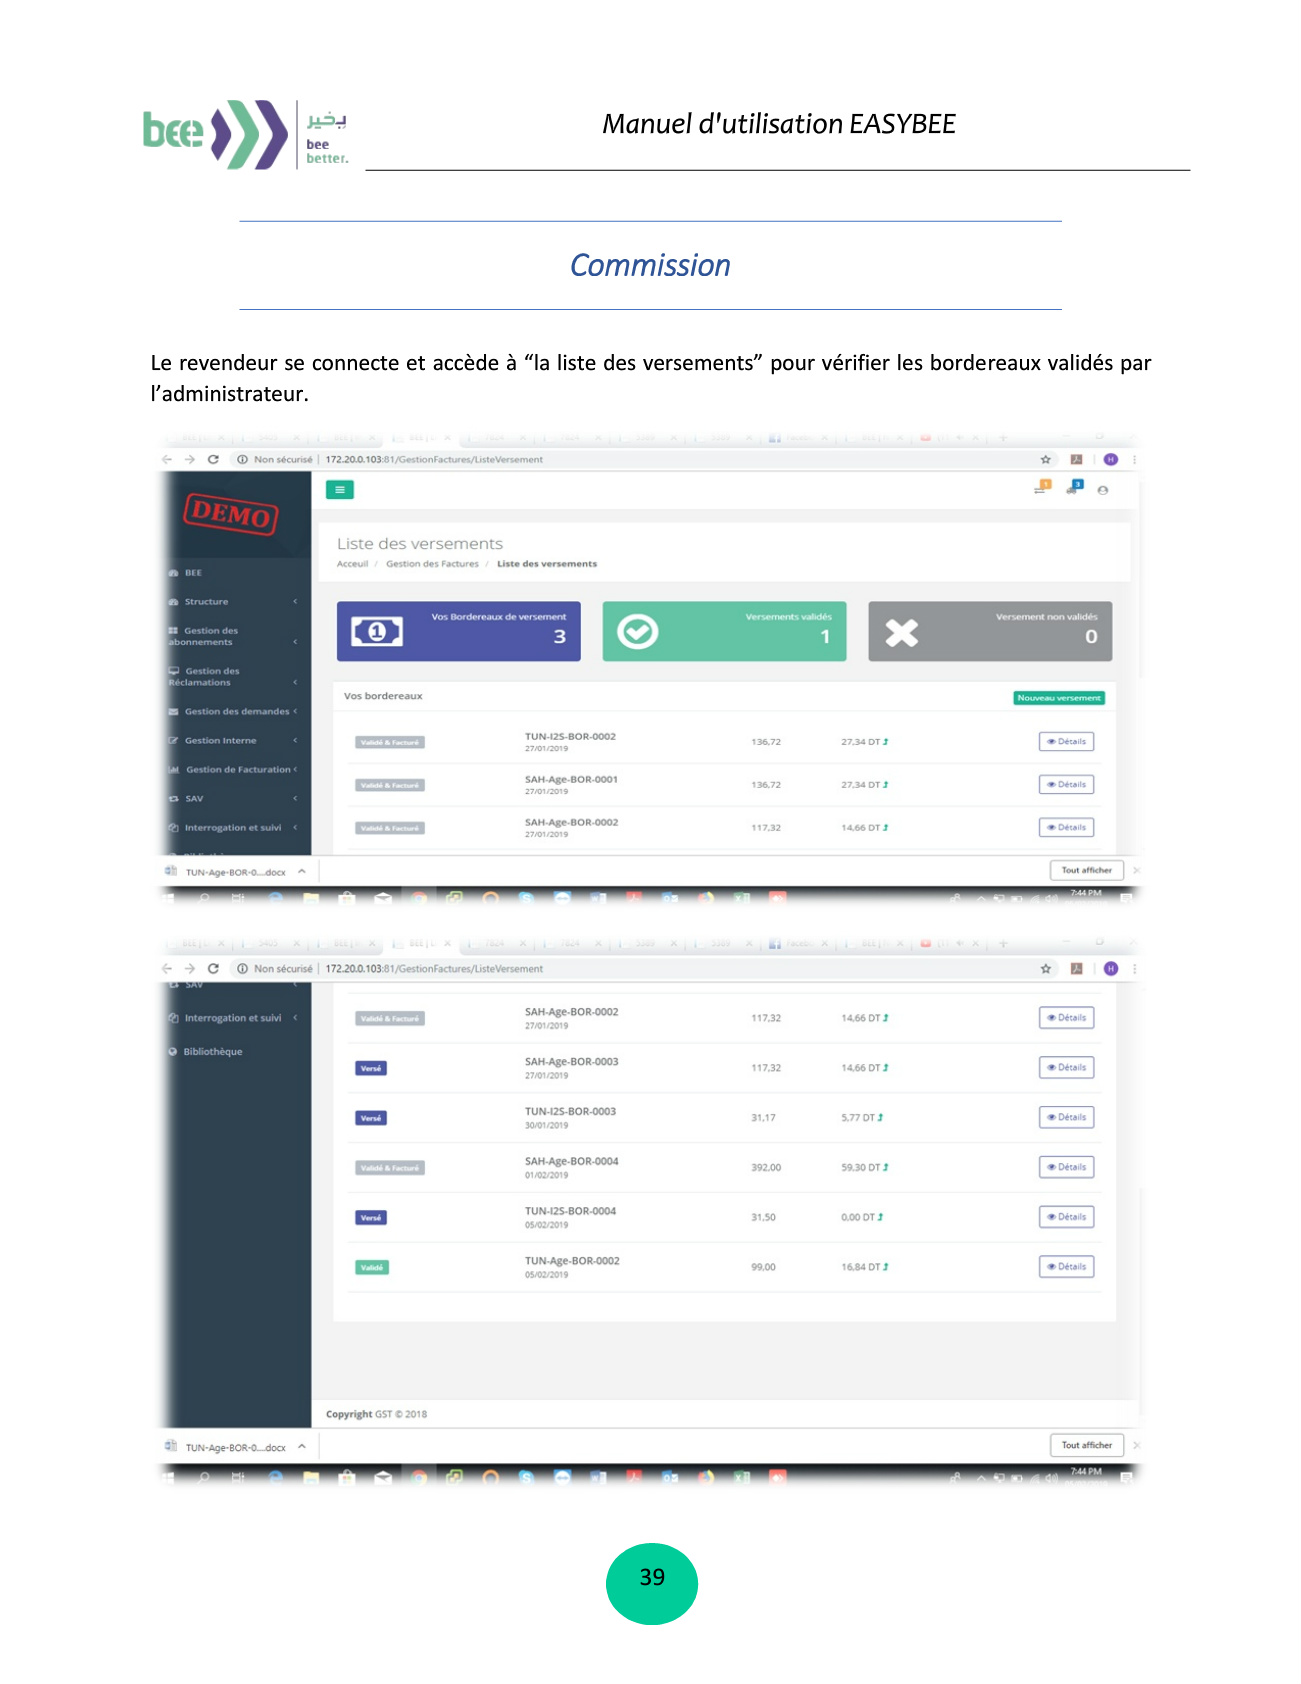 bee
بخير
bee
better.
Manuel d'utilisation EASYBEE
Commission
Le revendeur se connecte et accède à “la liste des versements” pour vérifier les bordereaux validés par
l’administrateur.
Non sécurisé | 172.20.0.103:81/GestionFactures/ListeVersement
H
DEMO
1
3
Liste des versements
Acceuil / Gestion des Factures / Liste des versements
BEE
Structure
Gestion des
abonnements
Gestion des
Réclamations
Gestion des demandes
Gestion Interne
Gestion de Facturation
SAV
Interrogation et suivi
Vos Bordereaux de versement
3
Versements validés
1
Versement non validés
0
Vos bordereaux
Nouveau versement
Validé & Facturé TUN-I2S-BOR-0002 136,72 27,34 DT Détails
27/01/2019
Validé & Facturé SAH-Age-BOR-0001 136,72 27,34 DT Détails
27/01/2019
Validé & Facturé SAH-Age-BOR-0002 117,32 14,66 DT Détails
27/01/2019
TUN-Age-BOR-0....docx
Tout afficher
7:44 PM
Non sécurisé | 172.20.0.103:81/GestionFactures/ListeVersement
H
SAV
Interrogation et suivi
Bibliothèque
Validé & Facturé SAH-Age-BOR-0002 117,32 14,66 DT Détails
27/01/2019
Versé SAH-Age-BOR-0003 117,32 14,66 DT Détails
27/01/2019
Versé TUN-I2S-BOR-0003 31,17 5,77 DT Détails
30/01/2019
Validé & Facturé SAH-Age-BOR-0004 392,00 59,30 DT Détails
01/02/2019
Versé TUN-I2S-BOR-0004 31,50 0,00 DT Détails
05/02/2019
Validé TUN-Age-BOR-0002 99,00 16,84 DT Détails
05/02/2019
Copyright GST © 2018
TUN-Age-BOR-0....docx
Tout afficher
7:44 PM
39